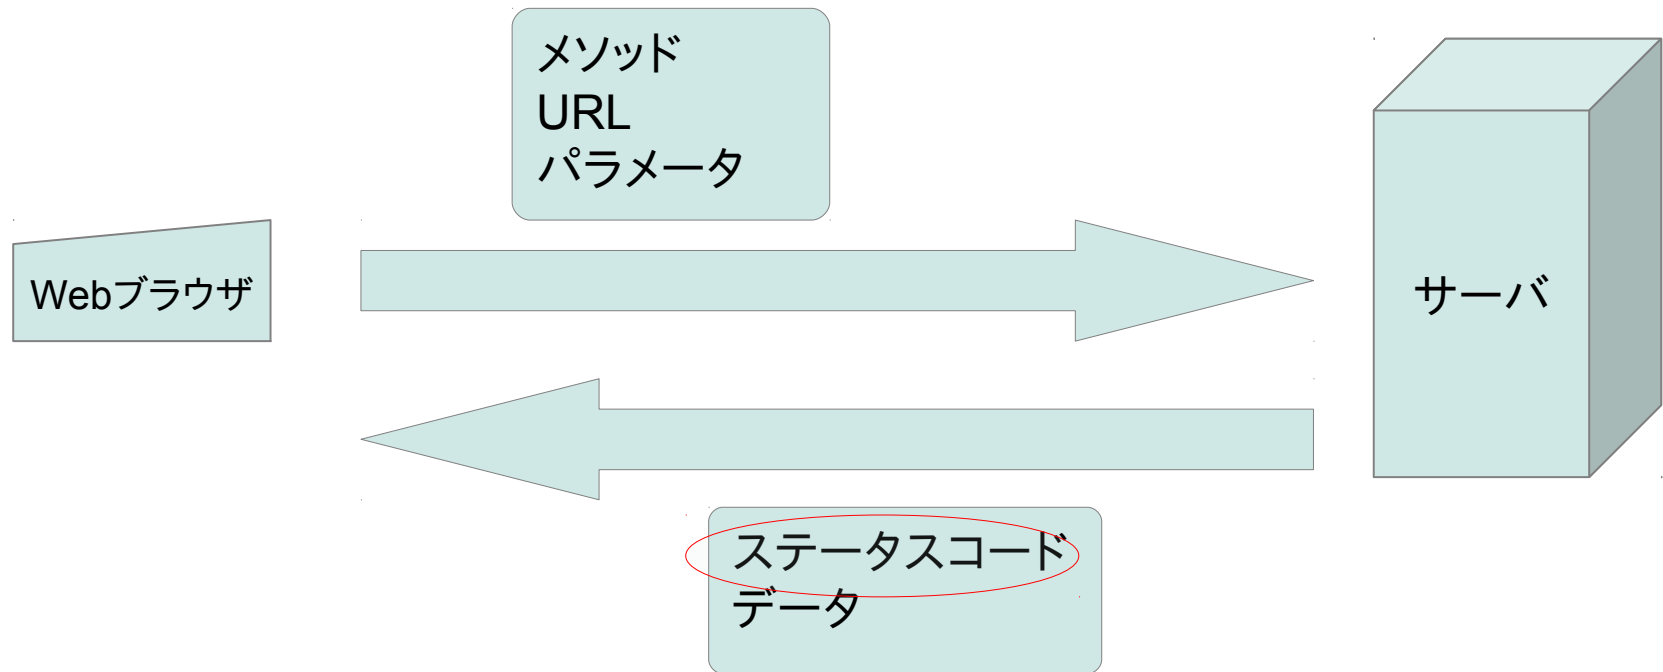 メソッド
URL
パラメータ
Webブラウザ
サーバ
ステータスコード
データ